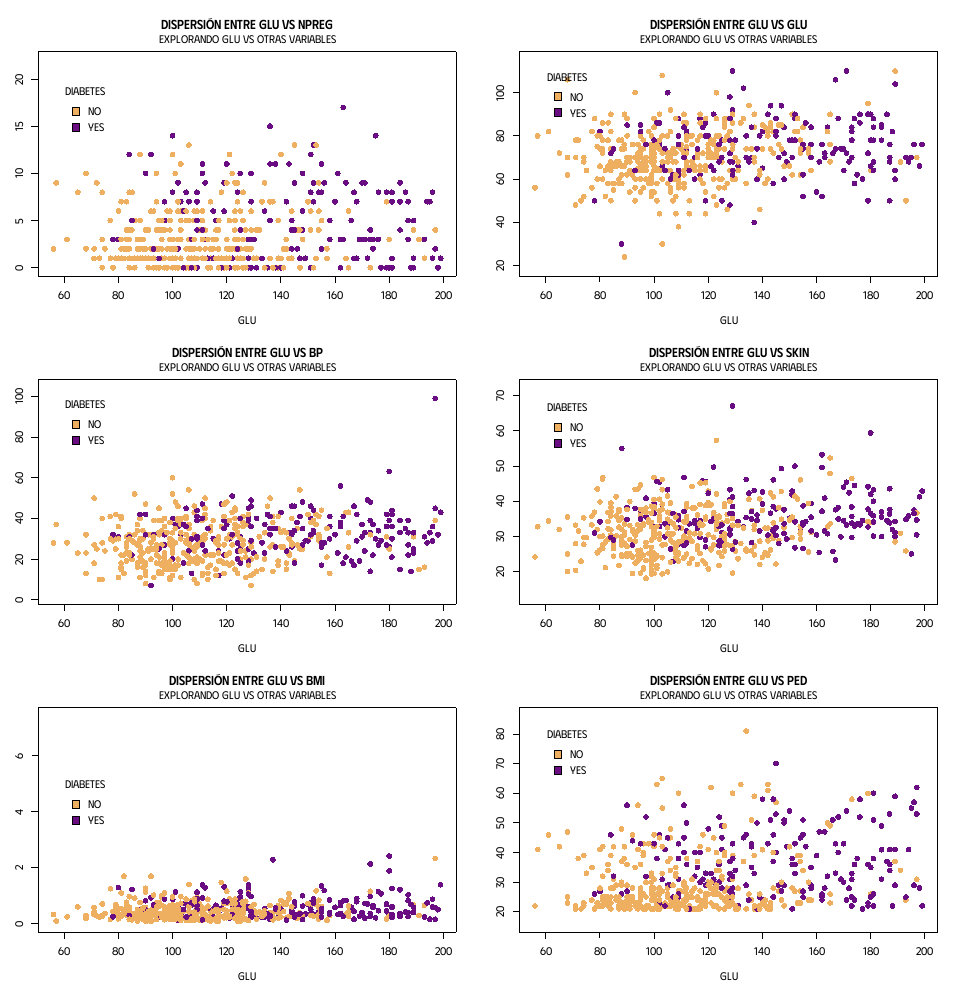 DISPERSIÓN ENTRE GLU VS NPREG
EXPLORANDO GLU VS OTRAS VARIABLES
DIABETES
NO
YES
20
15
10
5
0
60 80 100 120 140 160 180 200
GLU
DISPERSIÓN ENTRE GLU VS GLU
EXPLORANDO GLU VS OTRAS VARIABLES
DIABETES
NO
YES
100
80
60
40
20
60 80 100 120 140 160 180 200
GLU
DISPERSIÓN ENTRE GLU VS BP
EXPLORANDO GLU VS OTRAS VARIABLES
DIABETES
NO
YES
100
80
60
40
20
0
60 80 100 120 140 160 180 200
GLU
DISPERSIÓN ENTRE GLU VS SKIN
EXPLORANDO GLU VS OTRAS VARIABLES
DIABETES
NO
YES
70
60
50
40
30
20
60 80 100 120 140 160 180 200
GLU
DISPERSIÓN ENTRE GLU VS BMI
EXPLORANDO GLU VS OTRAS VARIABLES
DIABETES
NO
YES
6
4
2
0
60 80 100 120 140 160 180 200
GLU
DISPERSIÓN ENTRE GLU VS PED
EXPLORANDO GLU VS OTRAS VARIABLES
DIABETES
NO
YES
80
70
60
50
40
30
20
60 80 100 120 140 160 180 200
GLU